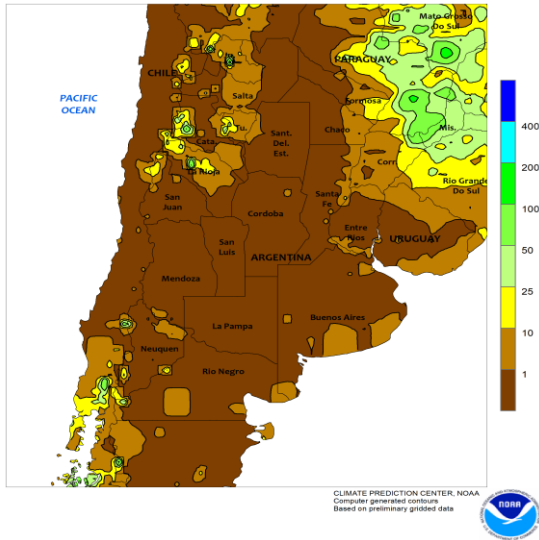 Mato Grosso
Do Sul
PARAGUAY
CHILE
Ju.
PACIFIC
OCEAN
Salta
Formosa
Tu.
Chaco
Mis.
Sant.
Del.
Est.
Cata.
Corr.
La Rioja
Rio Grande
Do Sul
San
Juan
Santa
Fe
Cordoba
Entre
Rios
URUGUAY
San
Luis
ARGENTINA
Mendoza
Buenos Aires
La Pampa
Neuquen
Rio Negro
400
200
100
50
25
10
1
CLIMATE PREDICTION CENTER, NOAA
Computer generated contours
Based on preliminary gridded data
NOAA